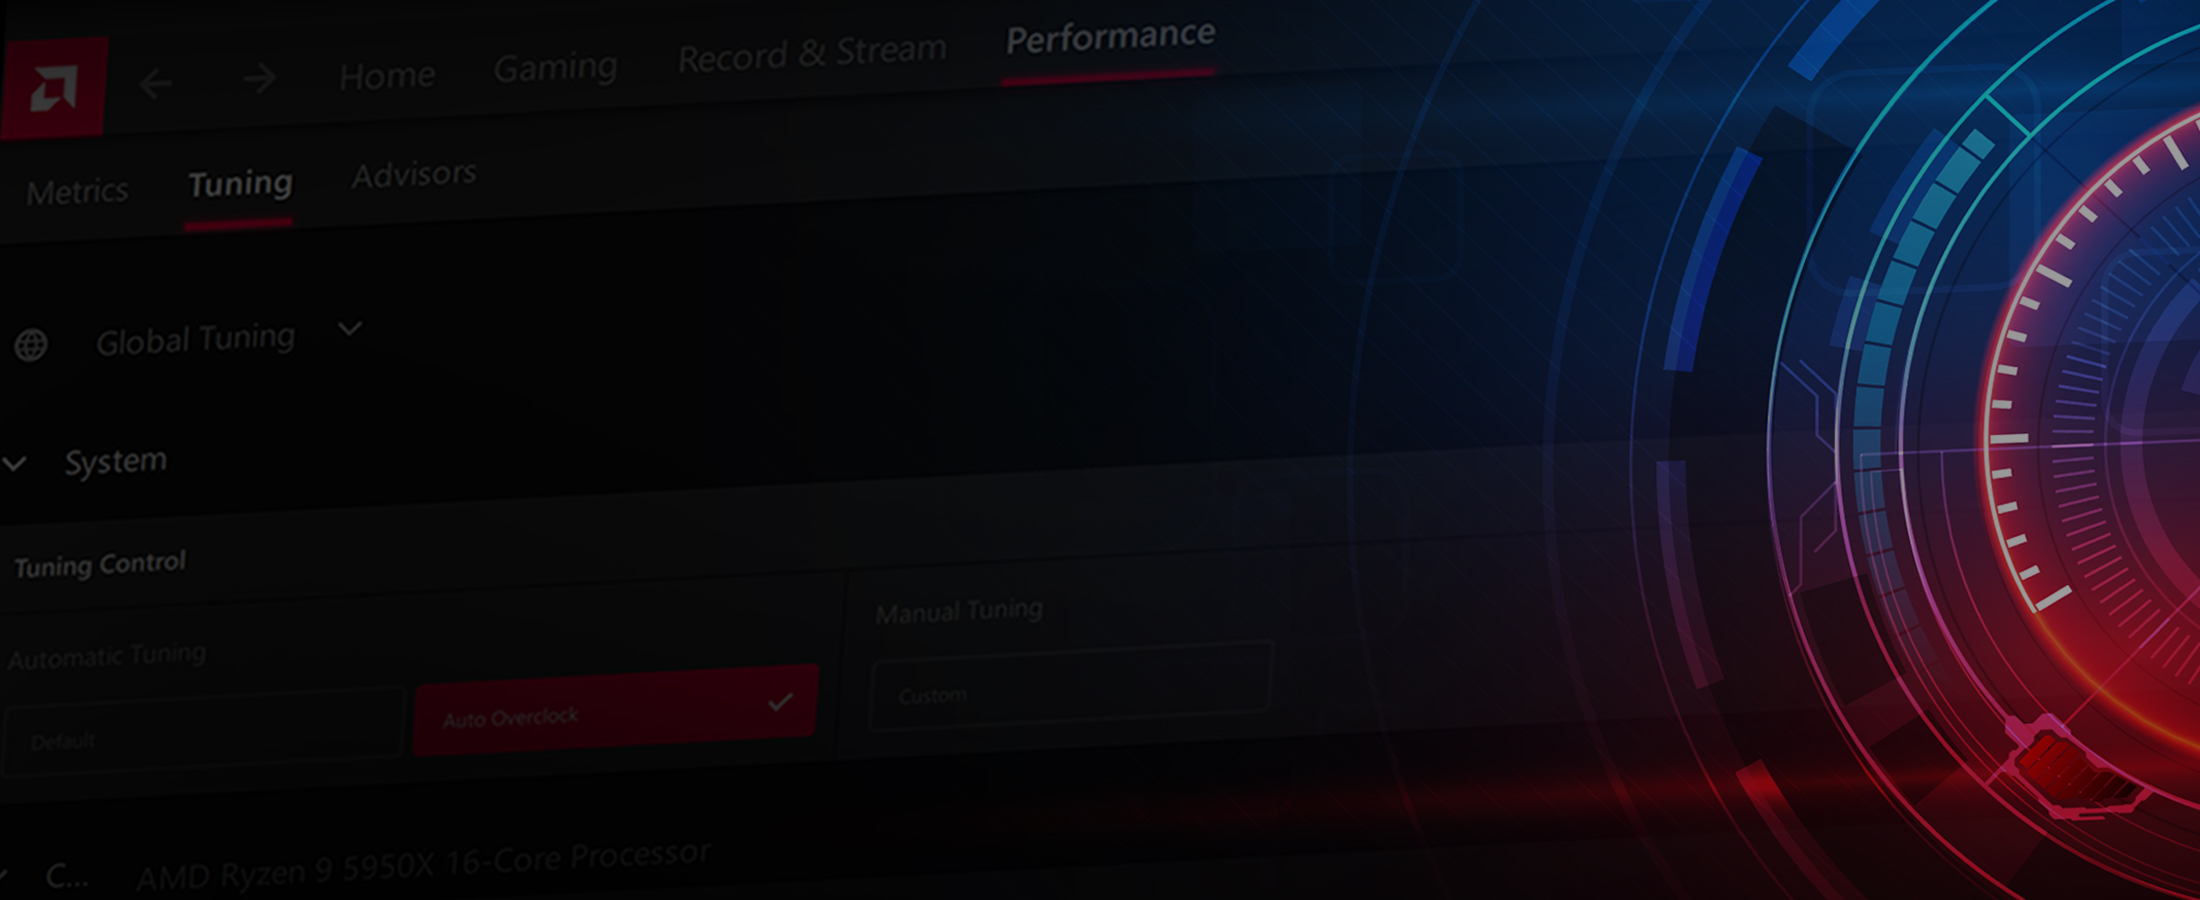 Home Gaming Record & Stream Performance
Metrics Tuning Advisors
Global Tuning
System
Tuning Control
Automatic Tuning Manual Tuning
Default Auto Overclock Custom
C... AMD Ryzen 9 5950X 16-Core Processor